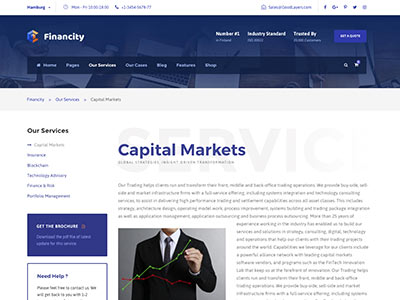 Hamburg Mon - Fri 10:00-18:00 +1-3454-5678-77 Sales@GoodLayers.com
Financity
Number #1 Industry Standard Trusted By
in Poland ISO 20022 35,000 Customers GET A QUOTE
Home Pages Our Services Our Cases Blog Features Shop
Financity > Our Services > Capital Markets
Our Services
Capital Markets
Insurance
Blockchain
Technology Advisory
Finance & Risk
Portfolio Management
GET THE BROCHURE
Download the pdf file of latest
option for this service
Need Help ?
Please feel free to contact us. We
will get back to you with 1-2
SERVIC
Capital Markets
GLOBAL STRATEGIES, INSIGHT-DRIVEN TRANSFORMATION
Our Trading helps clients run and transform their front, middle and back-office trading operations. We provide buy-side, sell-
side and market infrastructure firms with a full-service offering, including systems integration and technology consulting
services, to assist in delivering high performance trading and settlement capabilities across all asset classes. This includes
strategy, architecture design, operating model work, process improvement, systems building and trading package integration
as well as application management, application outsourcing and business process outsourcing. More than 25 years of
experience working in the industry has enabled us to build our
services and solutions in strategy, consulting, digital, technology
and operations that help our clients with their trading projects
around the world. Capabilities we leverage for our clients include
a powerful alliance network with leading capital markets
software vendors, and programs such as the FinTech Innovation
Lab that keep us at the forefront of innovation. Our Trading helps
clients run and transform their front, middle and back-office
trading operations. We provide buy-side, sell-side and market
infrastructure firms with a full-service offering, including systems